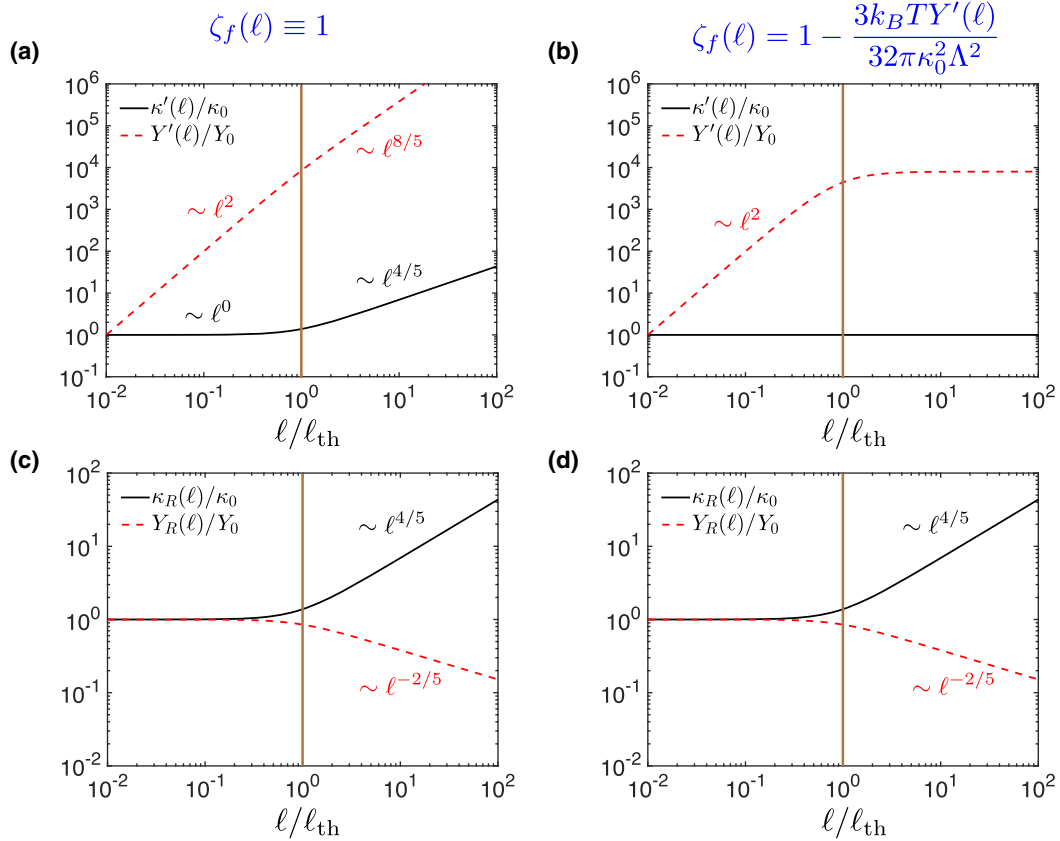 ζ_f(ℓ) ≡ 1
ζ_f(ℓ) = 1 − 3k_BTY′(ℓ) / 32πκ_0^2Λ^2
(a)
κ′(ℓ)/κ_0
Y′(ℓ)/Y_0
∼ ℓ^{8/5}
∼ ℓ^2
∼ ℓ^{4/5}
∼ ℓ^0
10^6
10^5
10^4
10^3
10^2
10^1
10^0
10^{-1}
10^{-2} 10^{-1} 10^0 10^1 10^2
ℓ/ℓ_th
(b)
κ′(ℓ)/κ_0
Y′(ℓ)/Y_0
∼ ℓ^2
10^6
10^5
10^4
10^3
10^2
10^1
10^0
10^{-1}
10^{-2} 10^{-1} 10^0 10^1 10^2
ℓ/ℓ_th
(c)
κ_R(ℓ)/κ_0
Y_R(ℓ)/Y_0
∼ ℓ^{4/5}
∼ ℓ^{−2/5}
10^2
10^1
10^0
10^{-1}
10^{-2}
10^{-2} 10^{-1} 10^0 10^1 10^2
ℓ/ℓ_th
(d)
κ_R(ℓ)/κ_0
Y_R(ℓ)/Y_0
∼ ℓ^{4/5}
∼ ℓ^{−2/5}
10^2
10^1
10^0
10^{-1}
10^{-2}
10^{-2} 10^{-1} 10^0 10^1 10^2
ℓ/ℓ_th